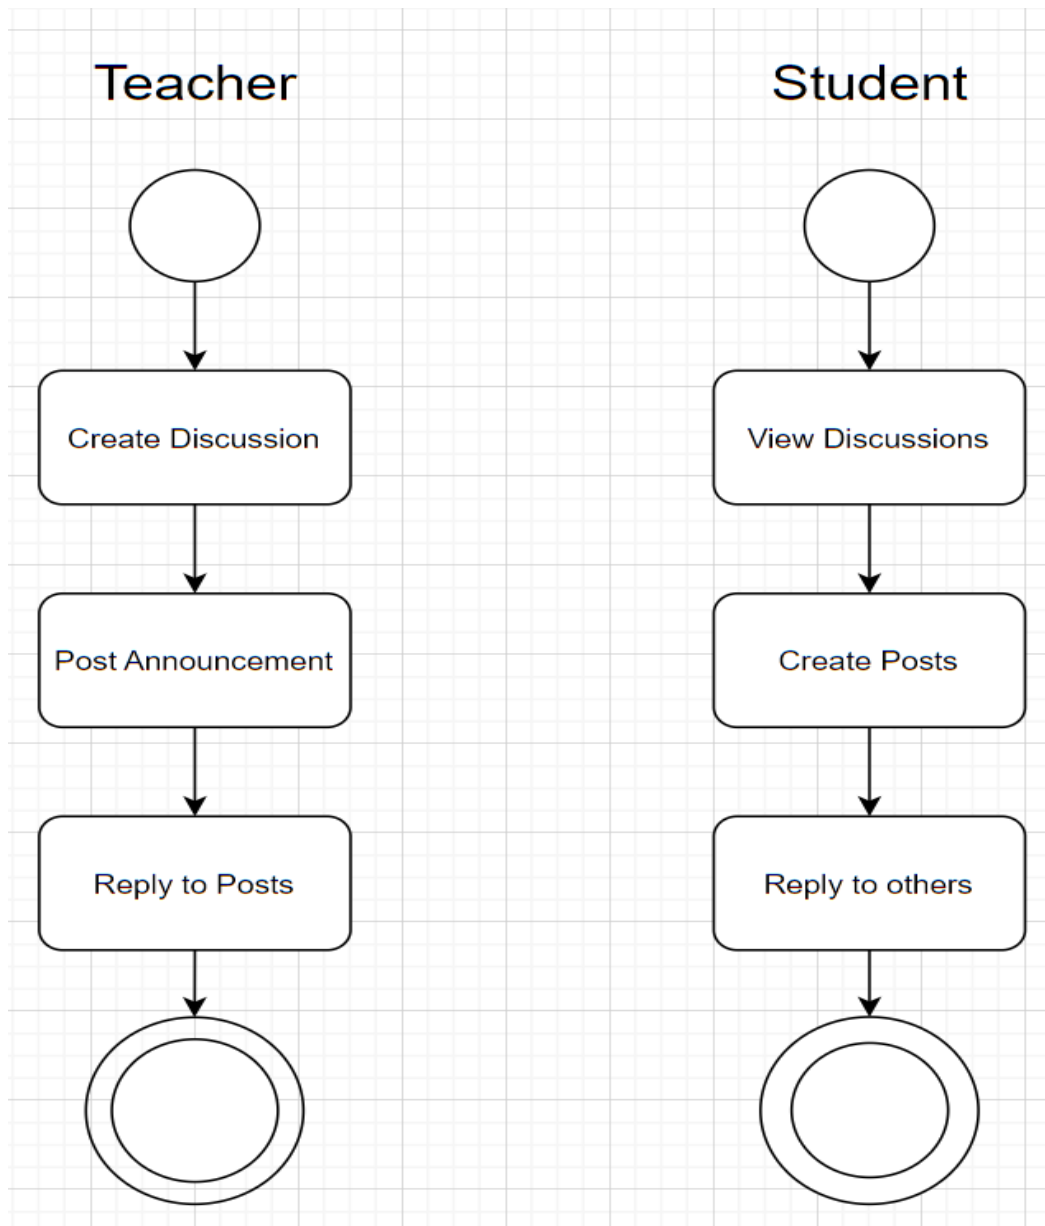 Teacher
Student
Create Discussion
View Discussions
Post Announcement
Create Posts
Reply to Posts
Reply to others